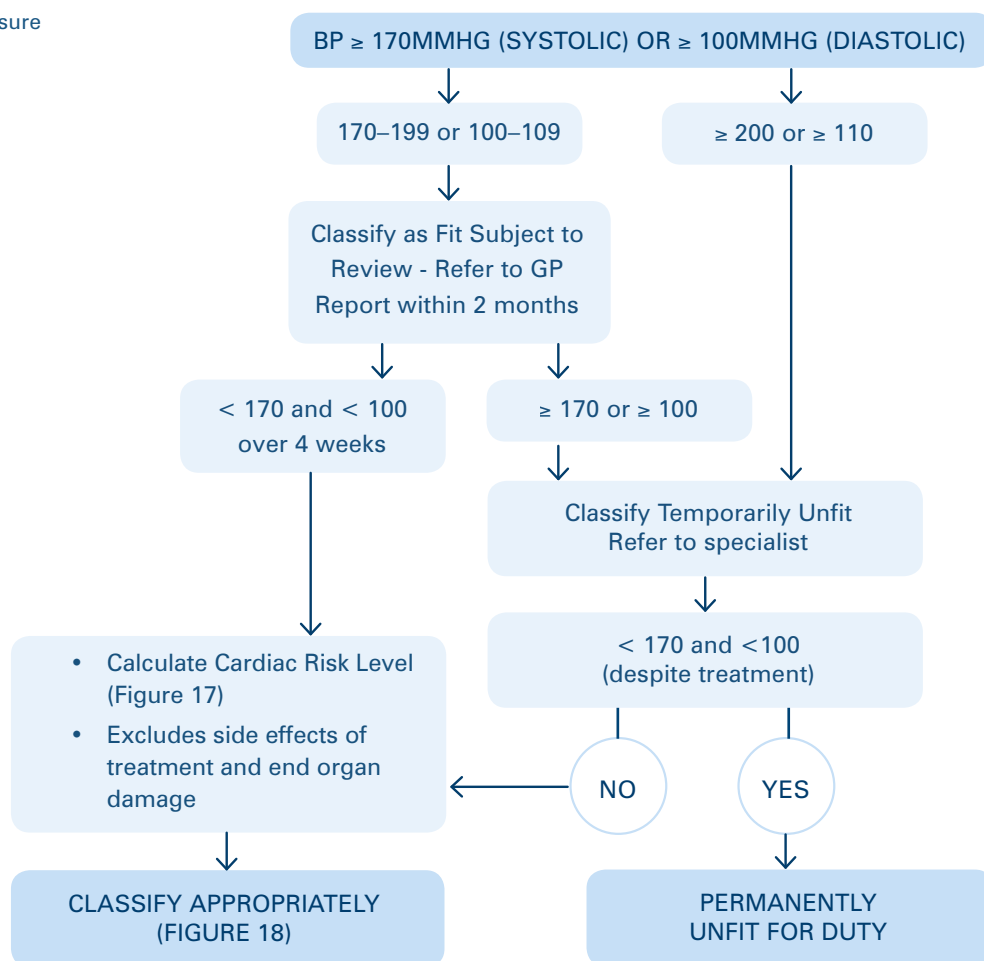 sure
BP ≥ 170MMHG (SYSTOLIC) OR ≥ 100MMHG (DIASTOLIC)
170–199 or 100–109
≥ 200 or ≥ 110
Classify as Fit Subject to
Review - Refer to GP
Report within 2 months
< 170 and < 100
over 4 weeks
≥ 170 or ≥ 100
Classify Temporarily Unfit
Refer to specialist
< 170 and <100
(despite treatment)
• Calculate Cardiac Risk Level
(Figure 17)
• Excludes side effects of
treatment and end organ
damage
NO
YES
CLASSIFY APPROPRIATELY
(FIGURE 18)
PERMANENTLY
UNFIT FOR DUTY